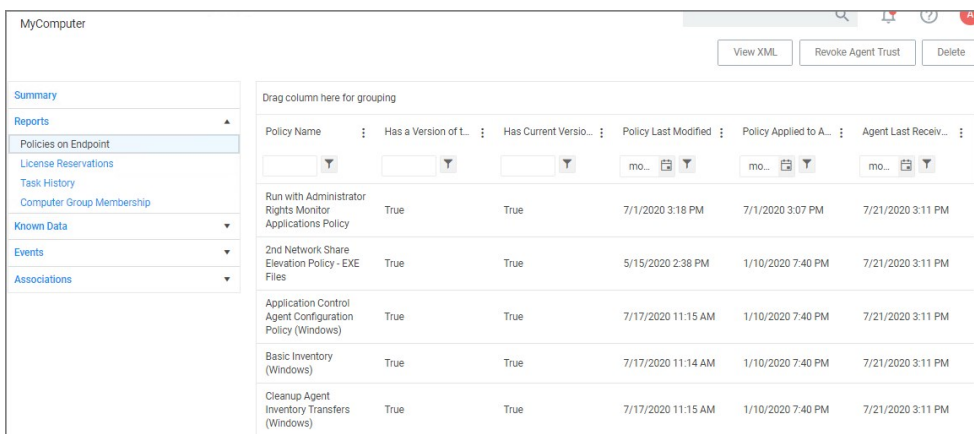 MyComputer
A
View XML
Revoke Agent Trust
Delete
Summary
Reports
Policies on Endpoint
License Reservations
Task History
Computer Group Membership
Known Data
Events
Associations
Drag column here for grouping
Policy Name
Has a Version of t...
Has Current Versio...
Policy Last Modified
Policy Applied to A...
Agent Last Receiv...
mo...
mo...
mo...
Run with Administrator
Rights Monitor
Applications Policy
True
True
7/1/2020 3:18 PM
7/1/2020 3:07 PM
7/21/2020 3:11 PM
2nd Network Share
Elevation Policy - EXE
Files
True
True
5/15/2020 2:38 PM
1/10/2020 7:40 PM
7/21/2020 3:11 PM
Application Control
Agent Configuration
Policy (Windows)
True
True
7/17/2020 11:15 AM
1/10/2020 7:40 PM
7/21/2020 3:11 PM
Basic Inventory
(Windows)
True
True
7/17/2020 11:14 AM
1/10/2020 7:40 PM
7/21/2020 3:11 PM
Cleanup Agent
Inventory Transfers
(Windows)
True
True
7/17/2020 11:15 AM
1/10/2020 7:40 PM
7/21/2020 3:11 PM